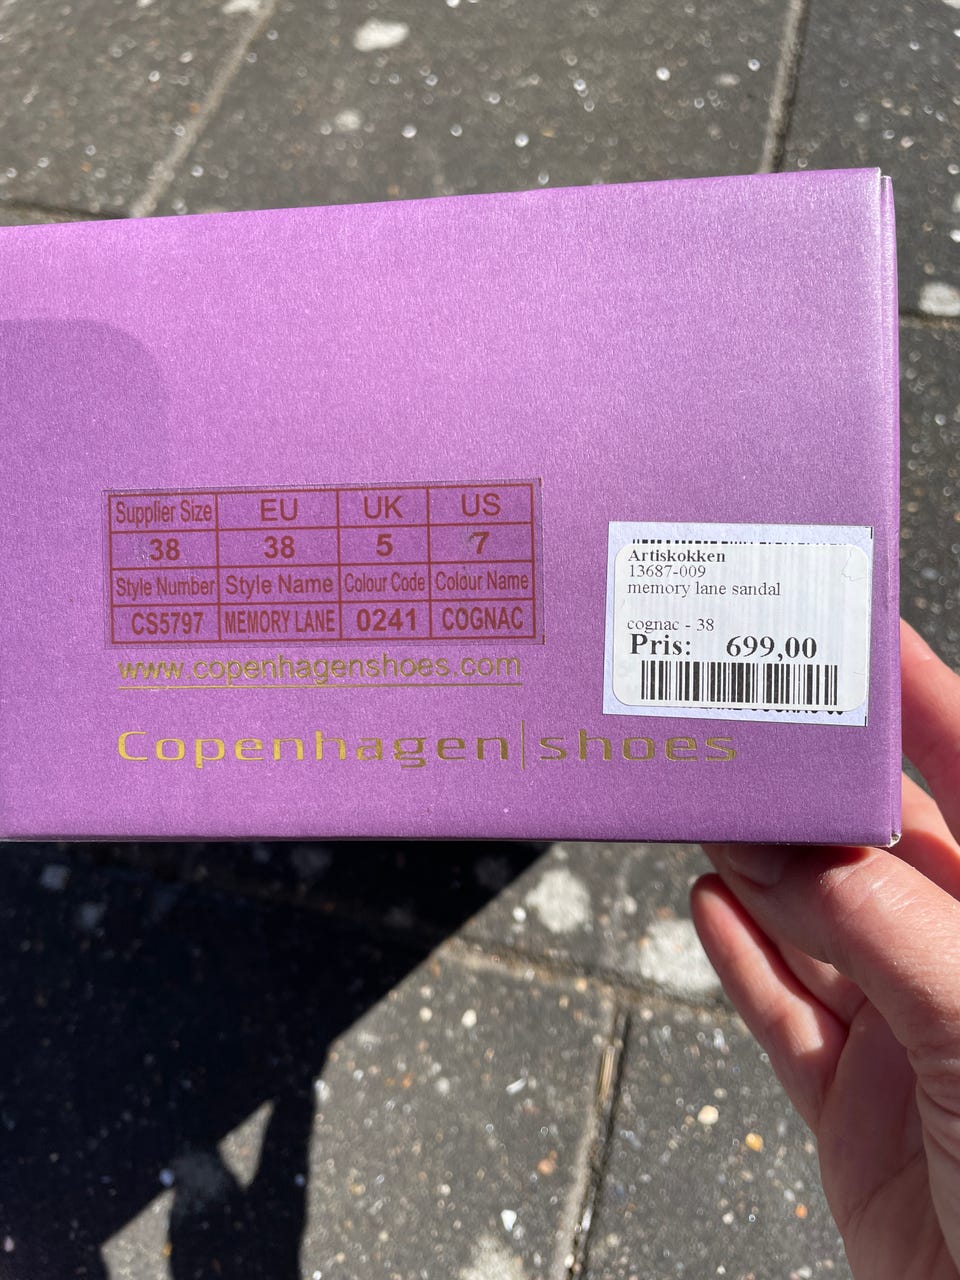 Supplier Size EU UK US
38 38 5 7
Style Number Style Name Colour Code Colour Name
CS5797 MEMORY LANE 0241 COGNAC
www.copenhagenshoes.com
Copenhagen|shoes
Artiskokken
13687-009
memory lane sandal
cognac - 38
Pris: 699,00